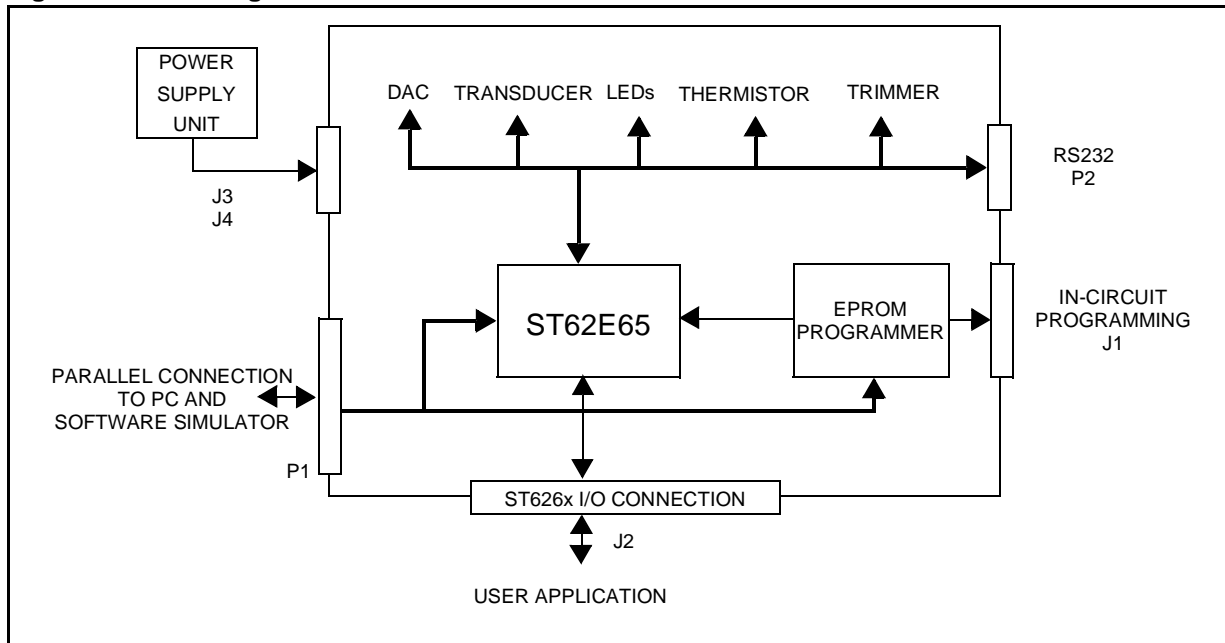 POWER
SUPPLY
UNIT
DAC TRANSDUCER LEDs THERMISTOR TRIMMER
RS232
P2
J3
J4
ST62E65
EPROM
PROGRAMMER
IN-CIRCUIT
PROGRAMMING
J1
PARALLEL CONNECTION
TO PC AND
SOFTWARE SIMULATOR
P1
ST626x I/O CONNECTION
J2
USER APPLICATION